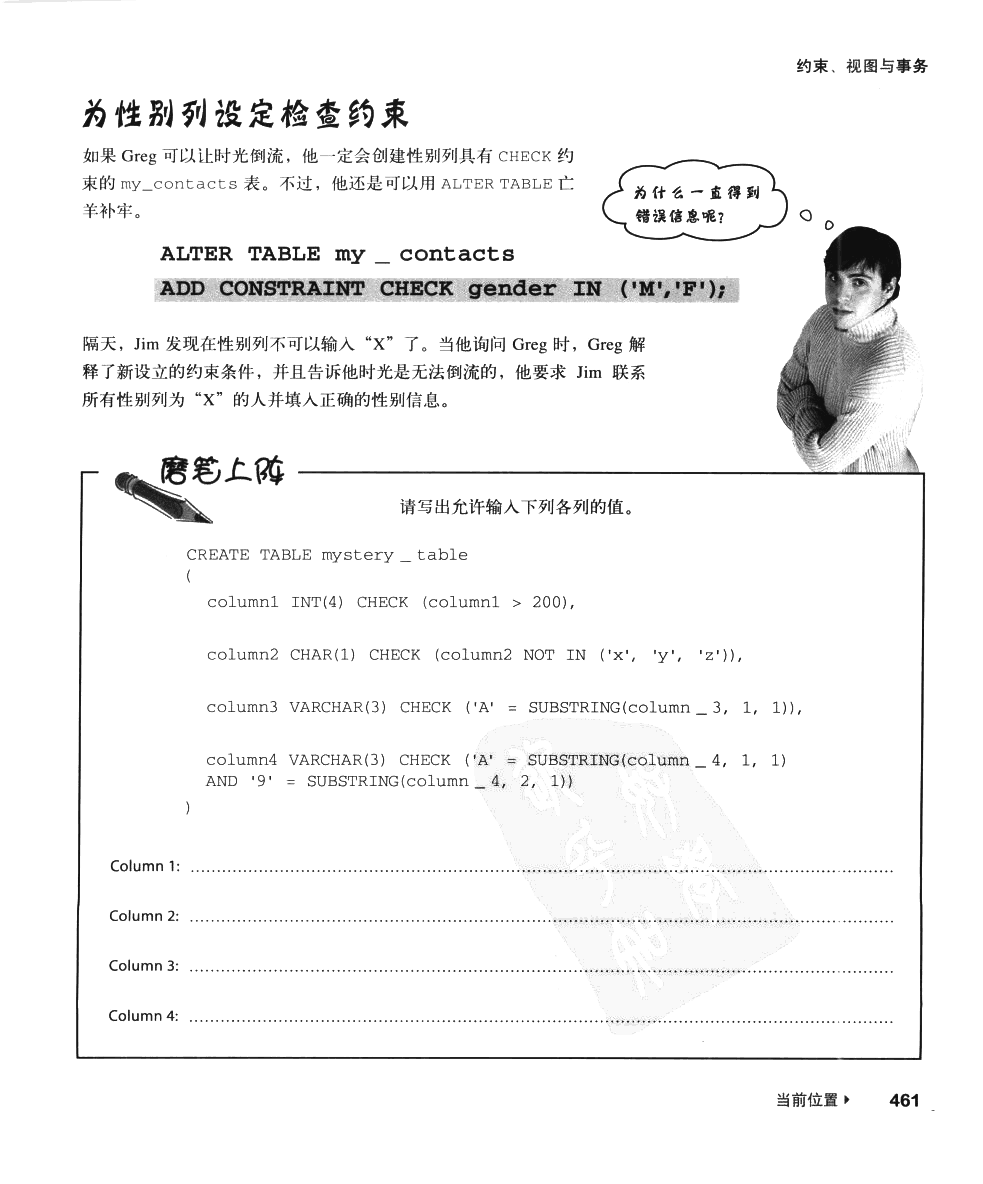 约束、视图与事务
为性别列设定检查约束
如果 Greg 可以让时光倒流，他一定会创建性别列具有 CHECK 约
束的 my_contacts 表。不过，他还是可以用 ALTER TABLE 亡
羊补牢。
为什么一直得到
错误信息呢？
ALTER TABLE my _ contacts
ADD CONSTRAINT CHECK gender IN ('M','F');
隔天，Jim 发现在性别列不可以输入“X”了。当他询问 Greg 时，Greg 解
释了新设立的约束条件，并且告诉他时光是无法倒流的，他要求 Jim 联系
所有性别列为“X”的人并填入正确的性别信息。
磨笔上阵
请写出允许输入下列各列的值。
CREATE TABLE mystery _ table
(
column1 INT(4) CHECK (column1 > 200),
column2 CHAR(1) CHECK (column2 NOT IN ('x', 'y', 'z')),
column3 VARCHAR(3) CHECK ('A' = SUBSTRING(column _ 3, 1, 1)),
column4 VARCHAR(3) CHECK ('A' = SUBSTRING(column _ 4, 1, 1)
AND '9' = SUBSTRING(column _ 4, 2, 1))
)
Column 1:
Column 2:
Column 3:
Column 4:
当前位置 461